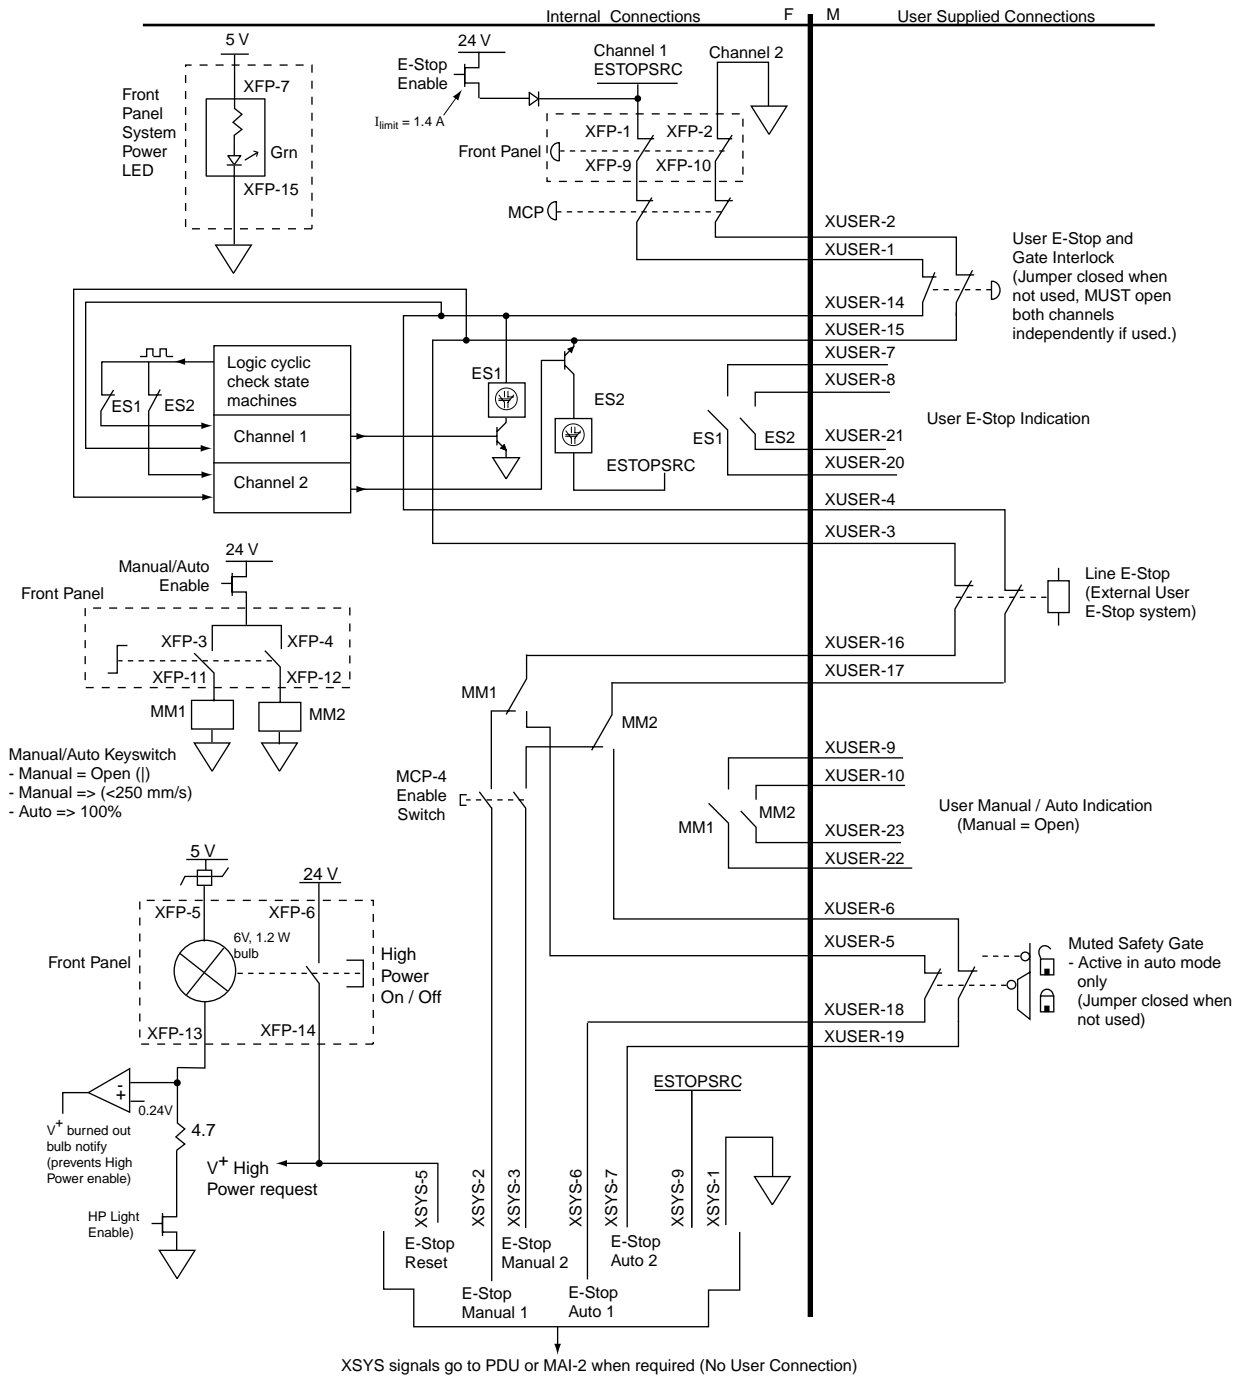 Internal Connections
F
M
User Supplied Connections
5 V
XFP-7
Front
Panel
System
Power
LED
Grn
XFP-15
24 V
E-Stop
Enable
Ilimit = 1.4 A
Channel 1
ESTOPSRC
Channel 2
XFP-1
XFP-2
Front Panel
XFP-9
XFP-10
MCP
XUSER-2
XUSER-1
XUSER-14
XUSER-15
XUSER-7
XUSER-8
XUSER-21
XUSER-20
XUSER-4
XUSER-3
User E-Stop and
Gate Interlock
(Jumper closed when
not used, MUST open
both channels
independently if used.)
Logic cyclic
check state
machines
Channel 1
Channel 2
ES1
ES2
ES1
ES2
ESTOPSRC
ES1
ES2
User E-Stop Indication
24 V
Manual/Auto
Enable
Front Panel
XFP-3
XFP-4
XFP-11
XFP-12
MM1
MM2
Manual/Auto Keyswitch
- Manual = Open (|)
- Manual => (<250 mm/s)
- Auto => 100%
Line E-Stop
(External User
E-Stop system)
XUSER-16
XUSER-17
MM1
MM2
MCP-4
Enable
Switch
XUSER-9
XUSER-10
XUSER-23
XUSER-22
MM1
MM2
User Manual / Auto Indication
(Manual = Open)
5 V
24 V
XFP-5
XFP-6
6V, 1.2 W
bulb
Front Panel
High
Power
On / Off
XFP-13
XFP-14
XUSER-6
XUSER-5
XUSER-18
XUSER-19
Muted Safety Gate
- Active in auto mode
only
(Jumper closed when
not used)
-
+
0.24V
V+ burned out
bulb notify
(prevents High
Power enable)
4.7
HP Light
Enable)
V+ High
Power request
ESTOPSRC
XSYS-5
XSYS-2
XSYS-3
XSYS-6
XSYS-7
XSYS-9
XSYS-1
E-Stop
Reset
E-Stop
Manual 2
E-Stop
Auto 2
E-Stop
Manual 1
E-Stop
Auto 1
XSYS signals go to PDU or MAI-2 when required (No User Connection)